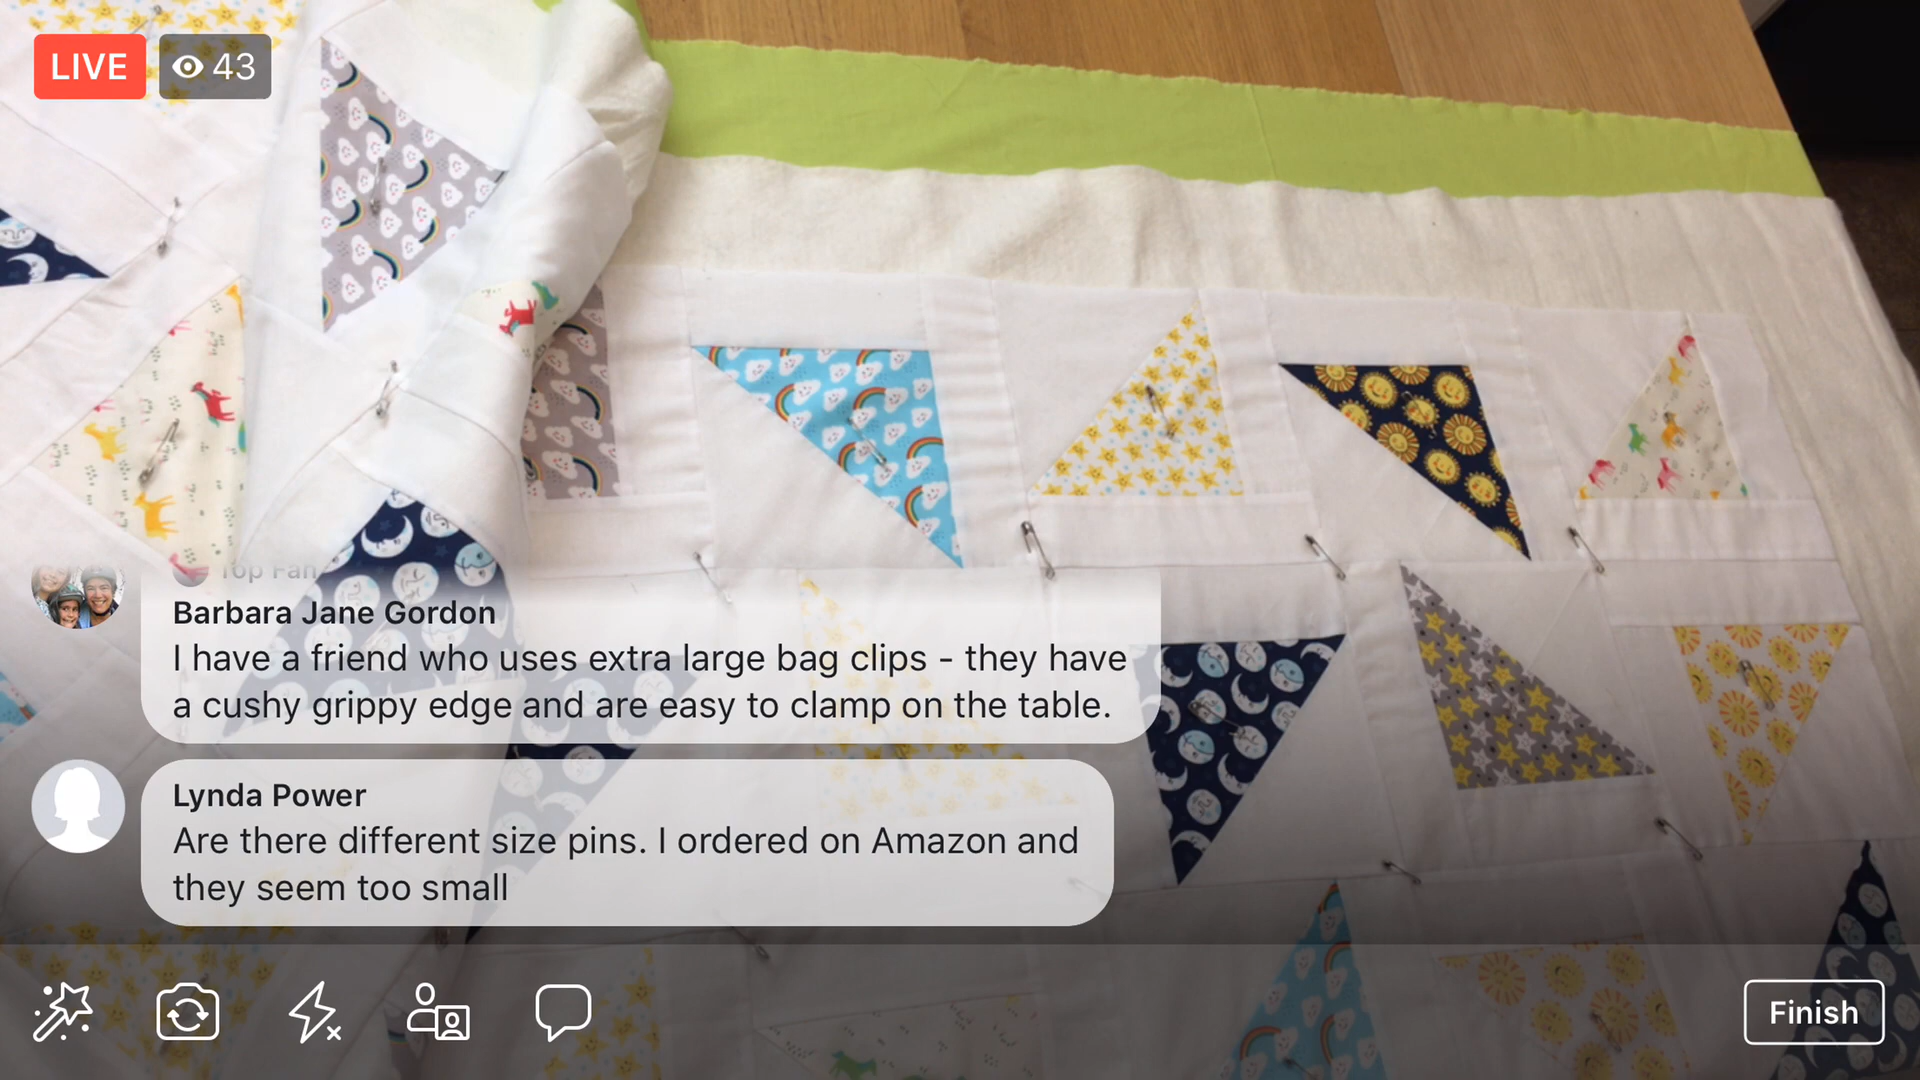 LIVE
43
Top Fan
Barbara Jane Gordon
I have a friend who uses extra large bag clips - they have
a cushy grippy edge and are easy to clamp on the table.
Lynda Power
Are there different size pins. I ordered on Amazon and
they seem too small
Finish